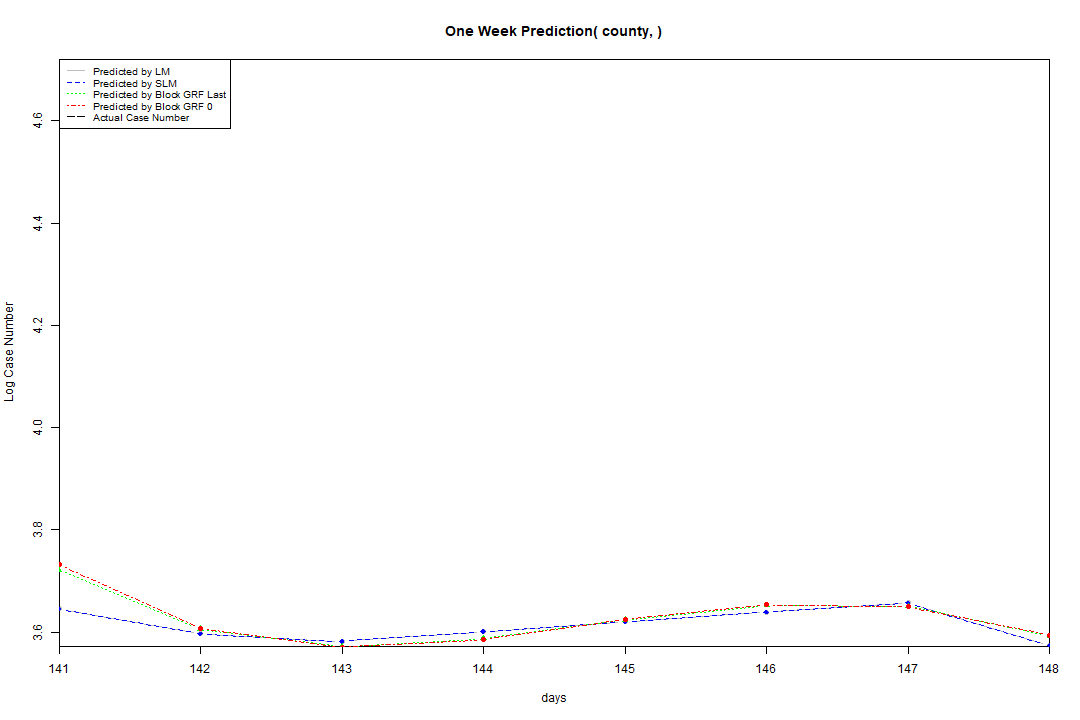 One Week Prediction( county, )
Predicted by LM
Predicted by SLM
Predicted by Block GRF Last
Predicted by Block GRF 0
Actual Case Number
4.6
4.4
4.2
4.0
3.8
3.6
Log Case Number
141 142 143 144 145 146 147 148
days